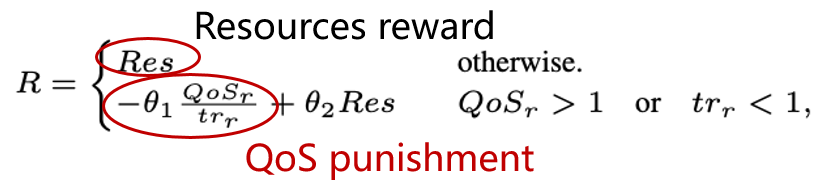 Resources reward
R = { Res otherwise.
-θ₁ QoSᵣ/trᵣ + θ₂Res QoSᵣ > 1 or trᵣ < 1,
QoS punishment